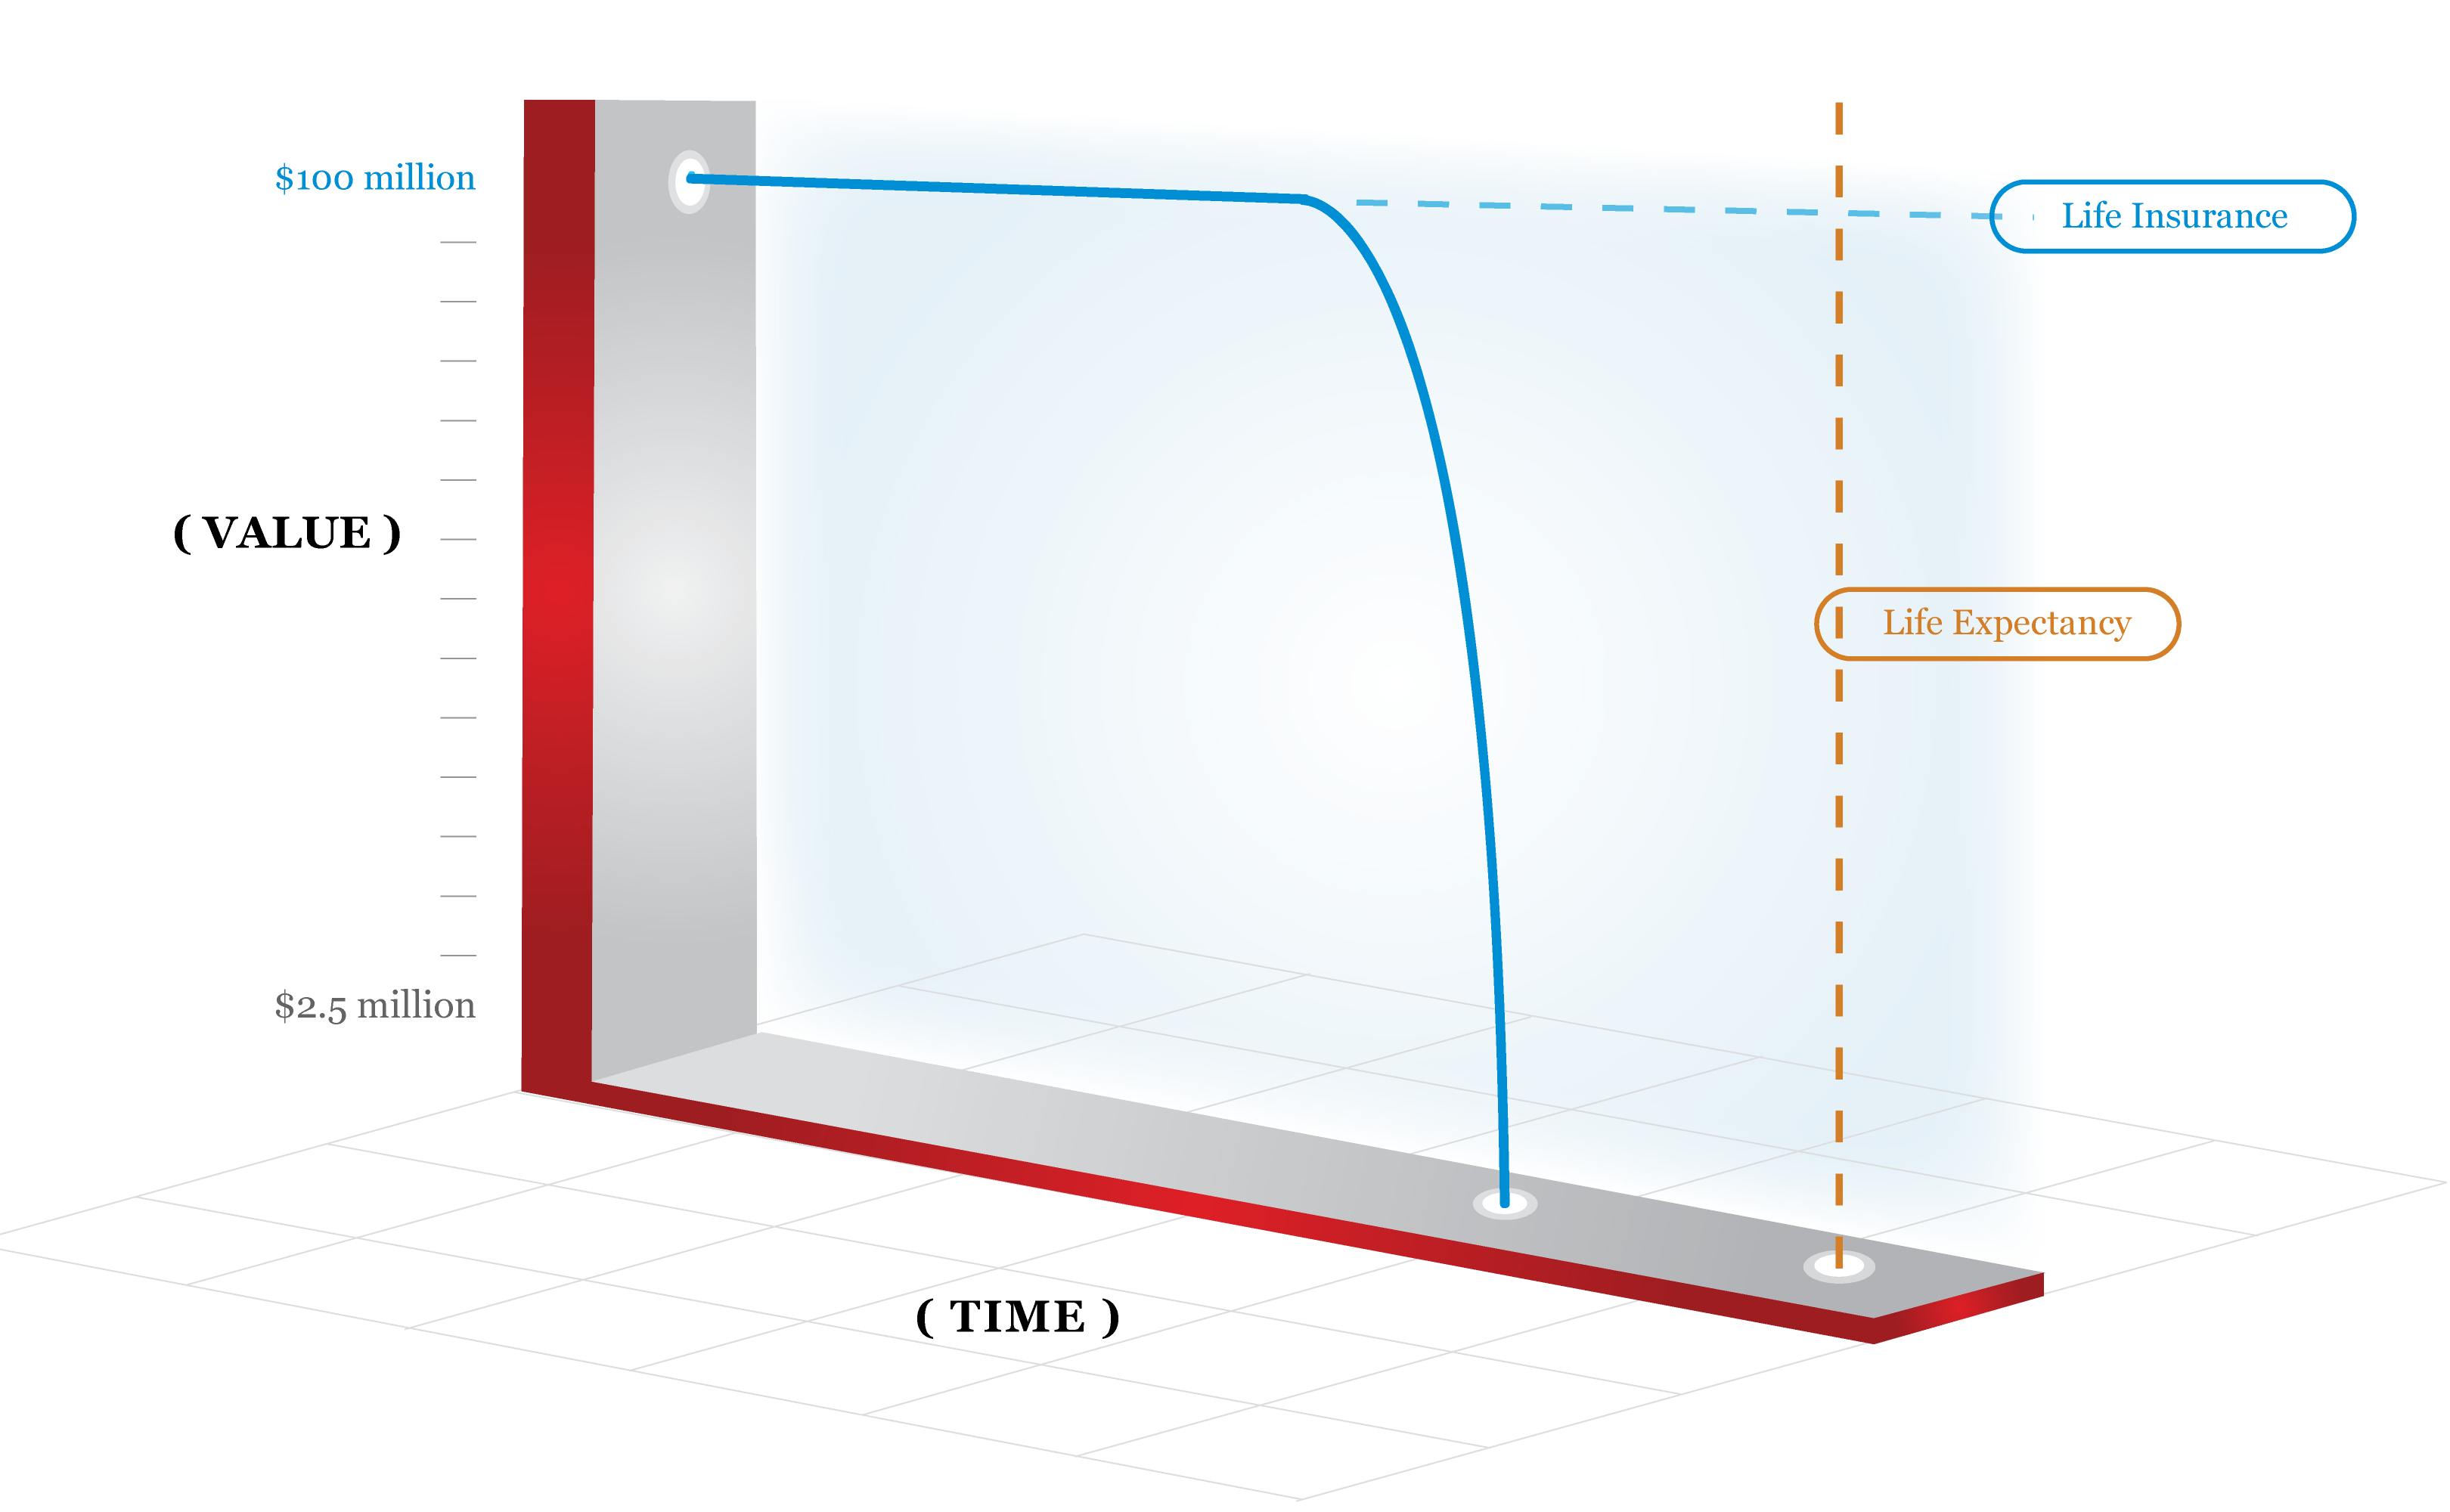 $100 million
Life Insurance
( VALUE )
Life Expectancy
$2.5 million
( TIME )